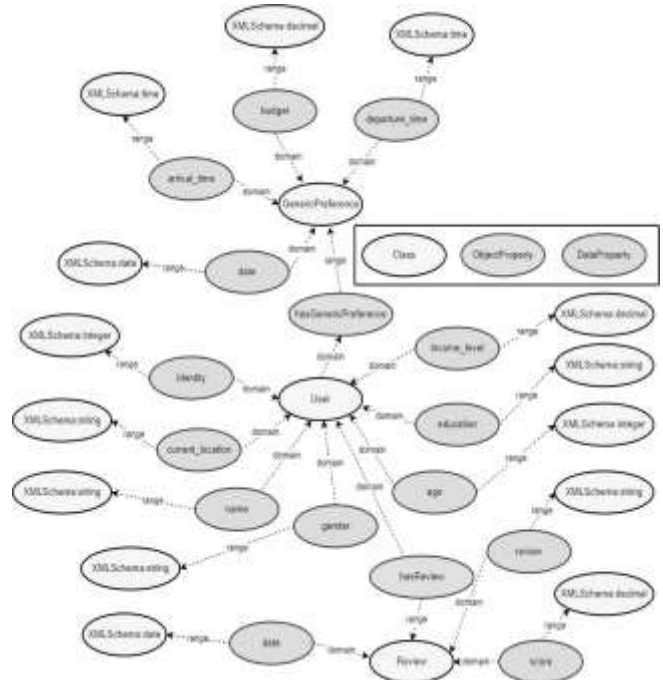 XMLSchema:decimal
XMLSchema:time
range
range
XMLSchema:time
budget
departure_time
range
domain
domain
arrival_time
domain
GenericPreference
Class
ObjectProperty
DataProperty
domain
XMLSchema:date
range
date
range
hasGenericPreference
XMLSchema:decimal
range
XMLSchema:integer
income_level
domain
domain
range
identity
domain
User
XMLSchema:string
range
domain
education
XMLSchema:string
range
current_location
domain
XMLSchema:integer
domain
range
domain
age
XMLSchema:string
range
name
domain
XMLSchema:string
domain
gender
range
review
range
XMLSchema:string
hasReview
XMLSchema:decimal
range
domain
XMLSchema:date
range
date
range
domain
Review
domain
score